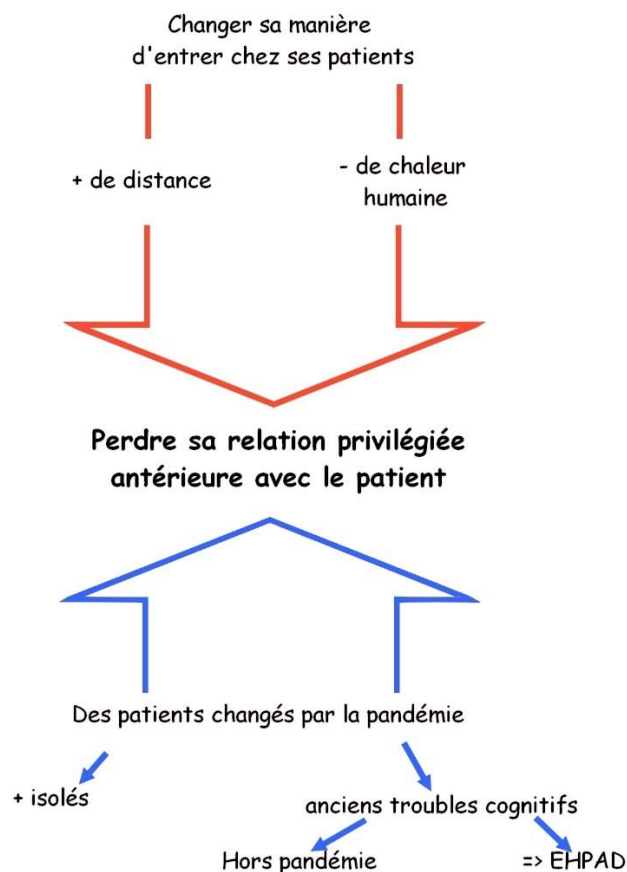 Changer sa manière
d'entrer chez ses patients
+ de distance
- de chaleur
humaine
Perdre sa relation privilégiée
antérieure avec le patient
Des patients changés par la pandémie
+ isolés
anciens troubles cognitifs
Hors pandémie
=> EHPAD